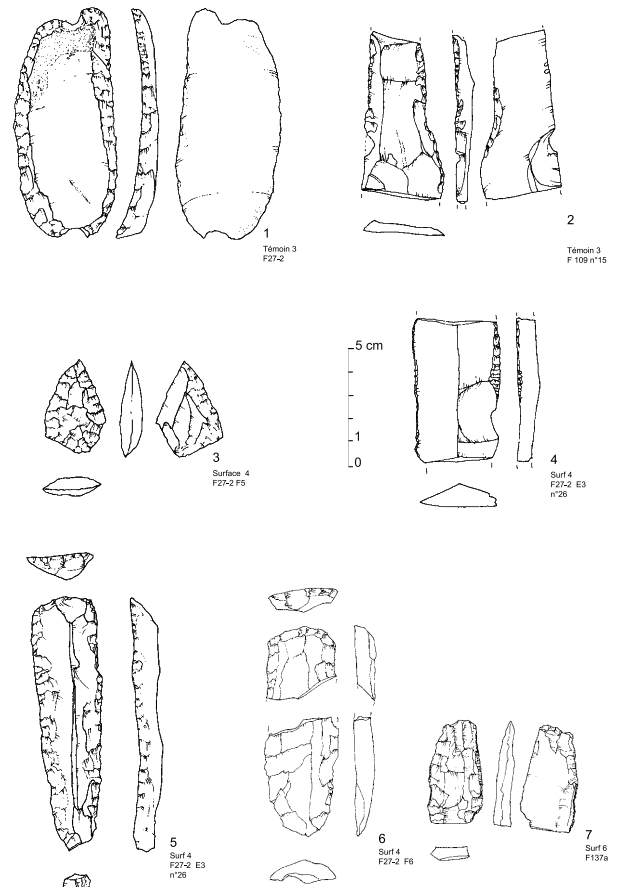 1
Témoin 3
F27-2
2
Témoin 3
F 109 n°15
3
Surface 4
F27-2 F5
5 cm
1
0
4
Surf 4
F27-2 E3
n°26
5
Surf 4
F27-2 E3
n°26
6
Surf 4
F27-2 F6
7
Surf 6
F137a